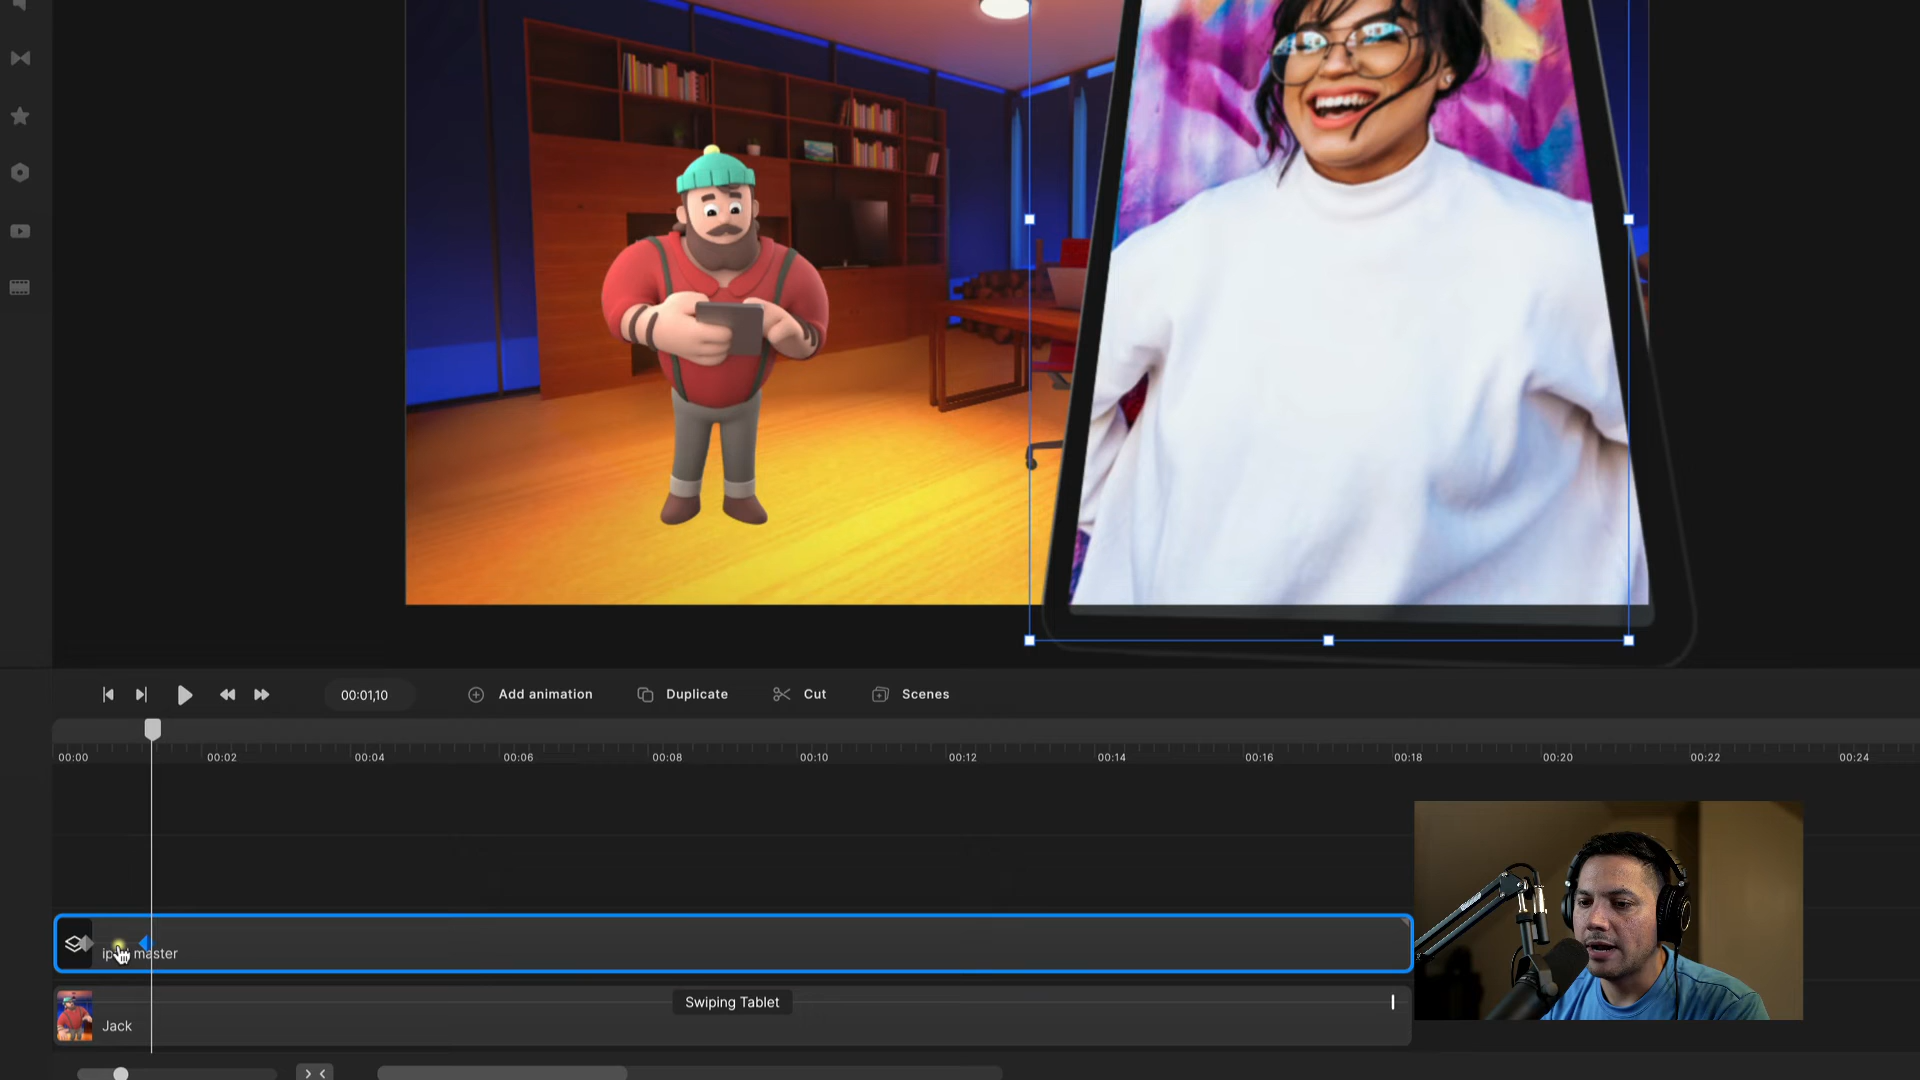 00:01,10
Add animation
Duplicate
Cut
Scenes
00:00
00:02
00:04
00:06
00:08
00:10
00:12
00:14
00:16
00:18
00:20
00:22
00:24
master
Swiping Tablet
Jack